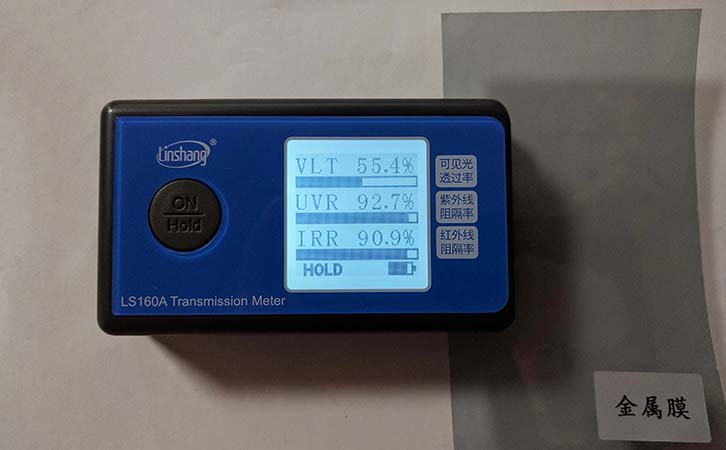 Linshang®
ON
Hold
VLT 55.4%
UVR 92.7%
IRR 90.9%
HOLD
可见光
透过率
紫外线
阻隔率
红外线
阻隔率
LS160A Transmission Meter
金属膜